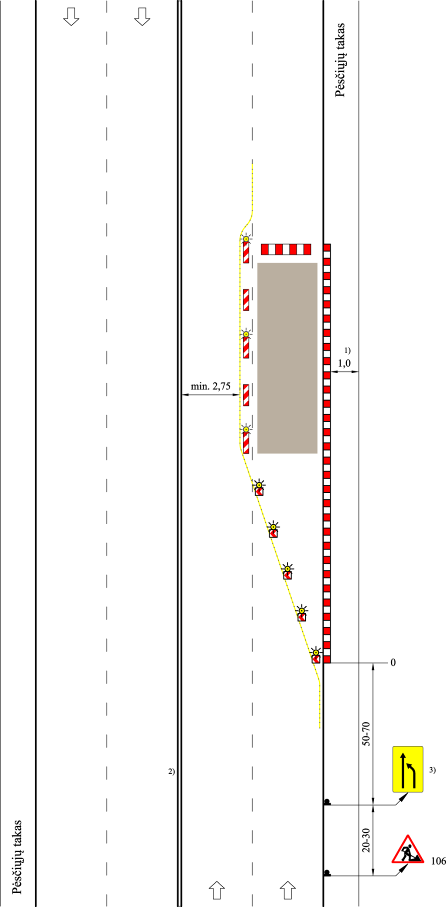 Pėsčiųjų takas
1)
1,0
min. 2,75
0
50-70
2)
3)
20-30
106
Pėsčiųjų takas